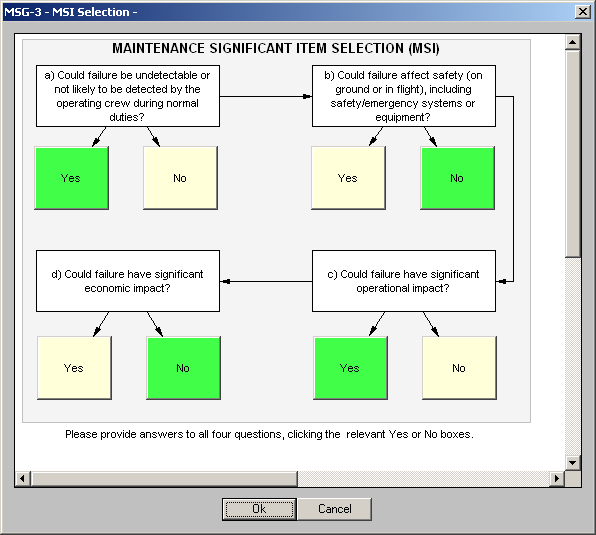 MSG-3 - MSI Selection -
MAINTENANCE SIGNIFICANT ITEM SELECTION (MSI)
a) Could failure be undetectable or
not likely to be detected by the
operating crew during normal
duties?
b) Could failure affect safety (on
ground or in flight), including
safety/emergency systems or
equipment?
Yes
No
Yes
No
d) Could failure have significant
economic impact?
c) Could failure have significant
operational impact?
Yes
No
Yes
No
Please provide answers to all four questions, clicking the relevant Yes or No boxes.
Ok
Cancel